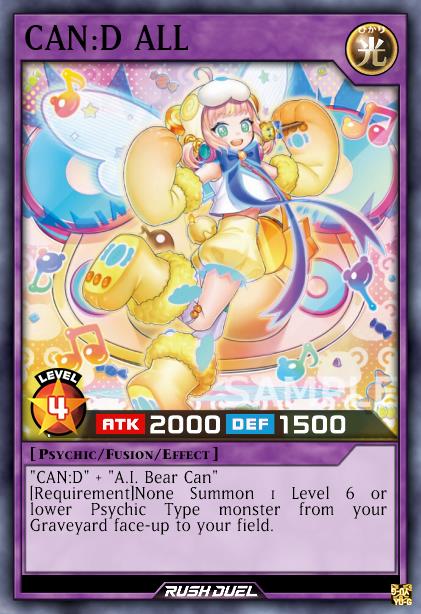 CAN:D ALL
ひかり
光
SAMPLE
LEVEL
4
ATK 2000 DEF 1500
[Psychic/Fusion/Effect]
"CAN:D" + "A.I. Bear Can"
|Requirement|None Summon 1 Level 6 or
lower Psychic Type monster from your
Graveyard face-up to your field.
RUSH DUEL